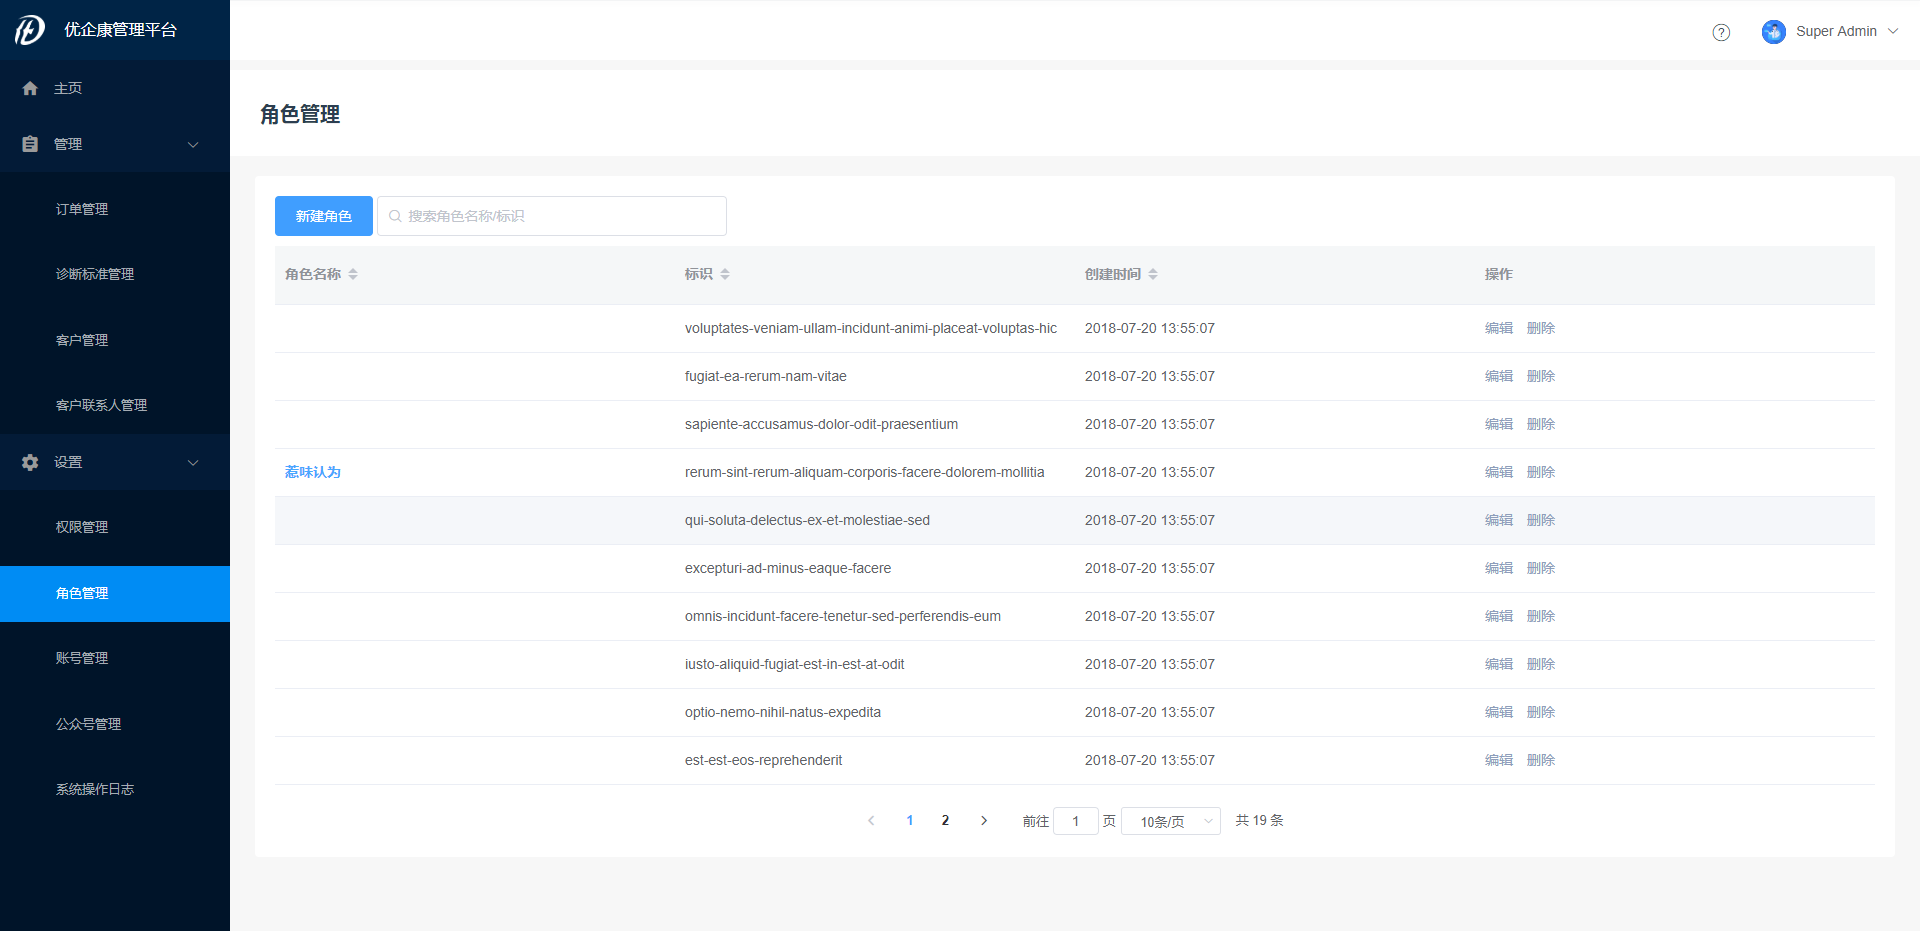 优企康管理平台
主页
管理
订单管理
诊断标准管理
客户管理
客户联系人管理
设置
权限管理
角色管理
账号管理
公众号管理
系统操作日志
? Super Admin
角色管理
新建角色 搜索角色名称/标识
角色名称 标识 创建时间 操作
voluptates-veniam-ullam-incidunt-animi-placeat-voluptas-hic 2018-07-20 13:55:07 编辑 删除
fugiat-ea-rerum-nam-vitae 2018-07-20 13:55:07 编辑 删除
sapiente-accusamus-dolor-odit-praesentium 2018-07-20 13:55:07 编辑 删除
惹味认为 rerum-sint-rerum-aliquam-corporis-facere-dolorem-mollitia 2018-07-20 13:55:07 编辑 删除
qui-soluta-delectus-ex-et-molestiae-sed 2018-07-20 13:55:07 编辑 删除
excepturi-ad-minus-eaque-facere 2018-07-20 13:55:07 编辑 删除
omnis-incidunt-facere-tenetur-sed-perferendis-eum 2018-07-20 13:55:07 编辑 删除
iusto-aliquid-fugiat-est-in-est-at-odit 2018-07-20 13:55:07 编辑 删除
optio-nemo-nihil-natus-expedita 2018-07-20 13:55:07 编辑 删除
est-est-eos-reprehenderit 2018-07-20 13:55:07 编辑 删除
1 2 前往 1 页 10条/页 共 19 条